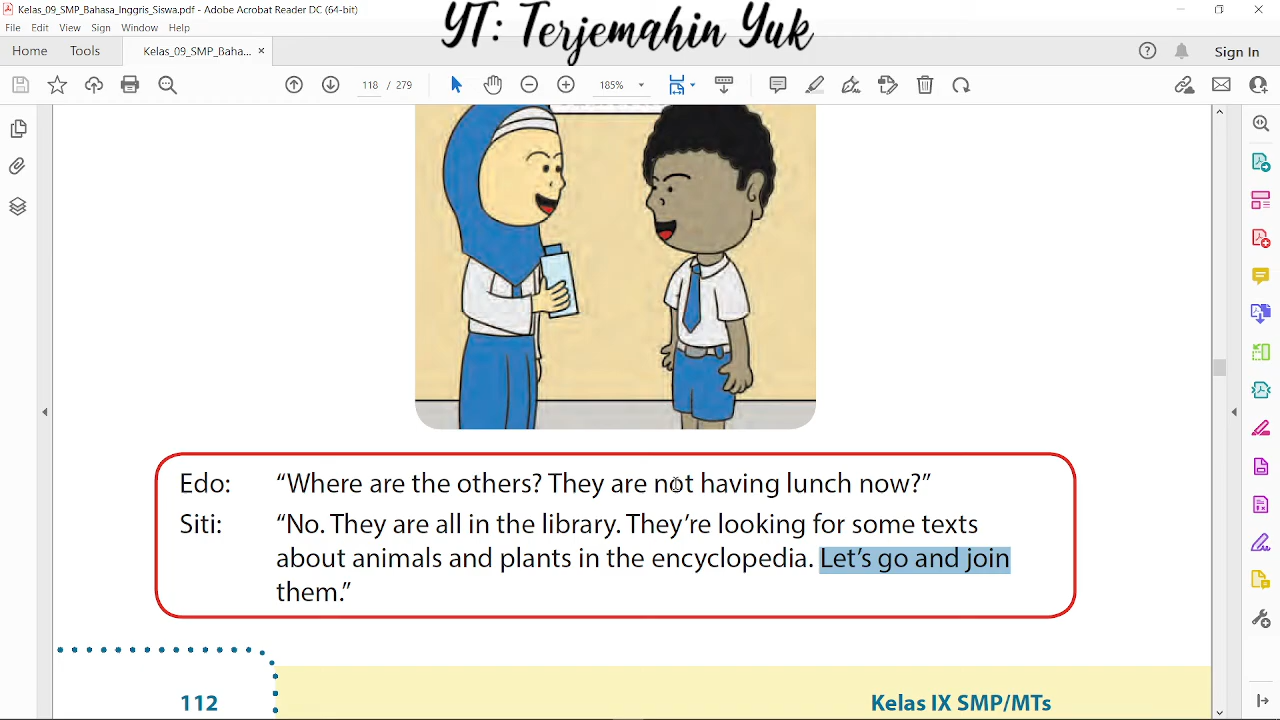 Kelas_09_SMP_Bahasa_Inggris_Siswa.pdf - Adobe Acrobat Reader DC (64-bit)
YT: Terjemahin Yuk
File Edit View Sign Window Help
Home Tools Kelas_09_SMP_Baha... × Sign In
118 / 279 185%
Edo: “Where are the others? They are not having lunch now?”
Siti: “No. They are all in the library. They’re looking for some texts
about animals and plants in the encyclopedia. Let’s go and join
them.”
112 Kelas IX SMP/MTs